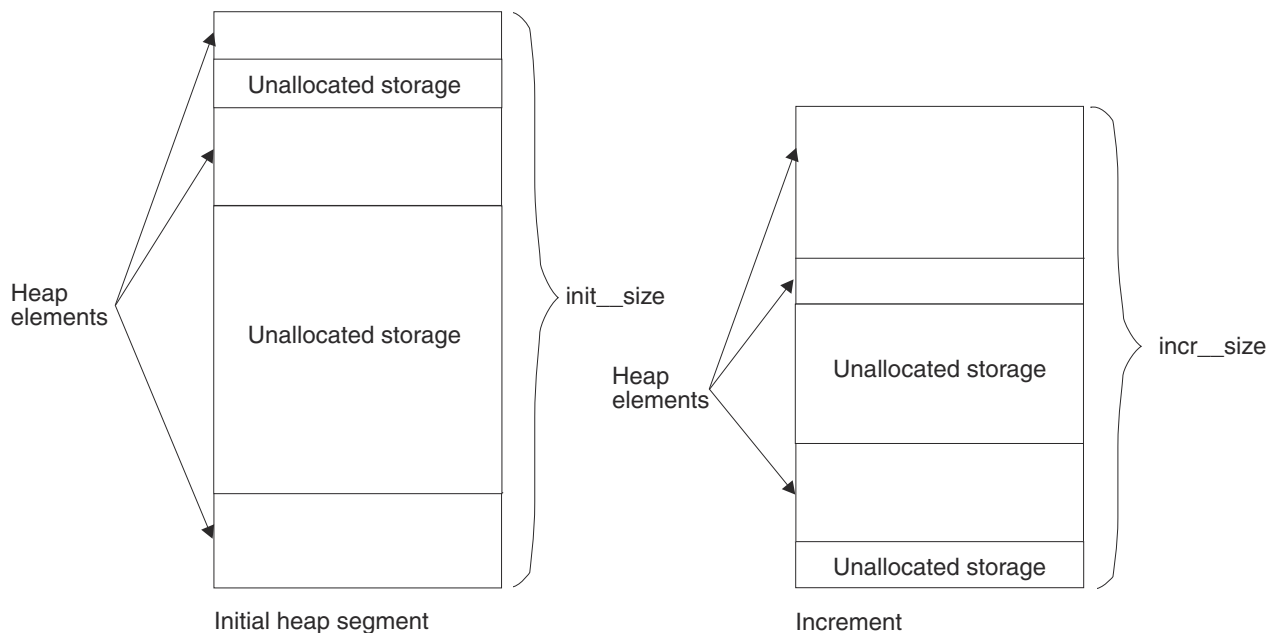 Unallocated storage
Heap
elements
Unallocated storage
init__size
Initial heap segment
Heap
elements
Unallocated storage
incr__size
Unallocated storage
Increment